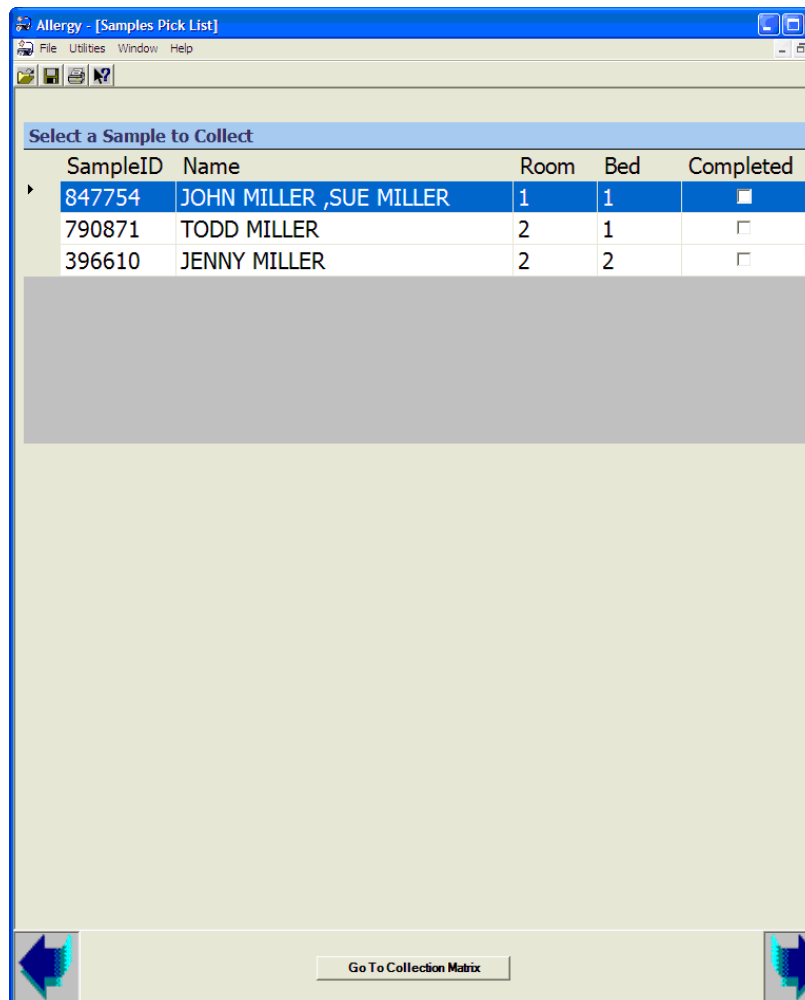 Allergy - [Samples Pick List]
File Utilities Window Help
Select a Sample to Collect
SampleID Name Room Bed Completed
847754 JOHN MILLER ,SUE MILLER 1 1
790871 TODD MILLER 2 1
396610 JENNY MILLER 2 2
Go To Collection Matrix